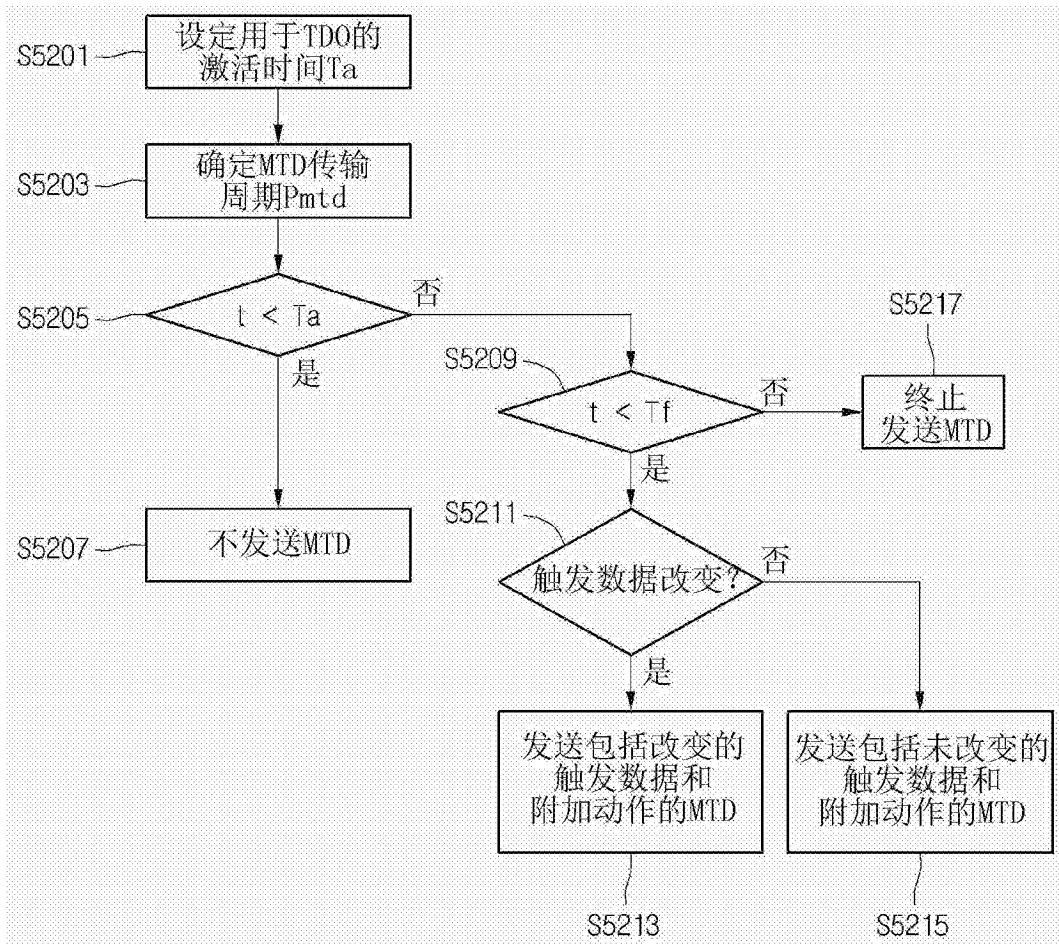 S5201
设定用于TDO的
激活时间Ta
S5203
确定MTD传输
周期Pmtd
S5205
t < Ta
否
是
S5207
不发送MTD
S5209
t < Tf
否
是
S5217
终止
发送MTD
S5211
触发数据改变?
否
是
发送包括改变的
触发数据和
附加动作的MTD
S5213
发送包括未改变的
触发数据和
附加动作的MTD
S5215